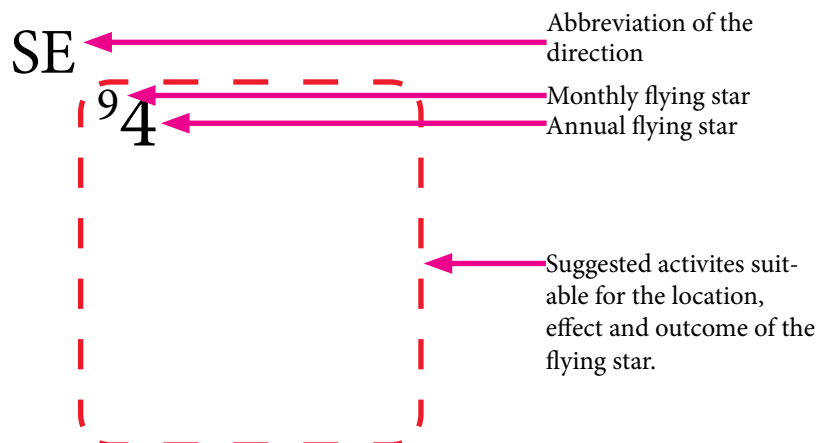 SE
Abbreviation of the
direction
9
Monthly flying star
4
Annual flying star
Suggested activites suit-
able for the location,
effect and outcome of the
flying star.